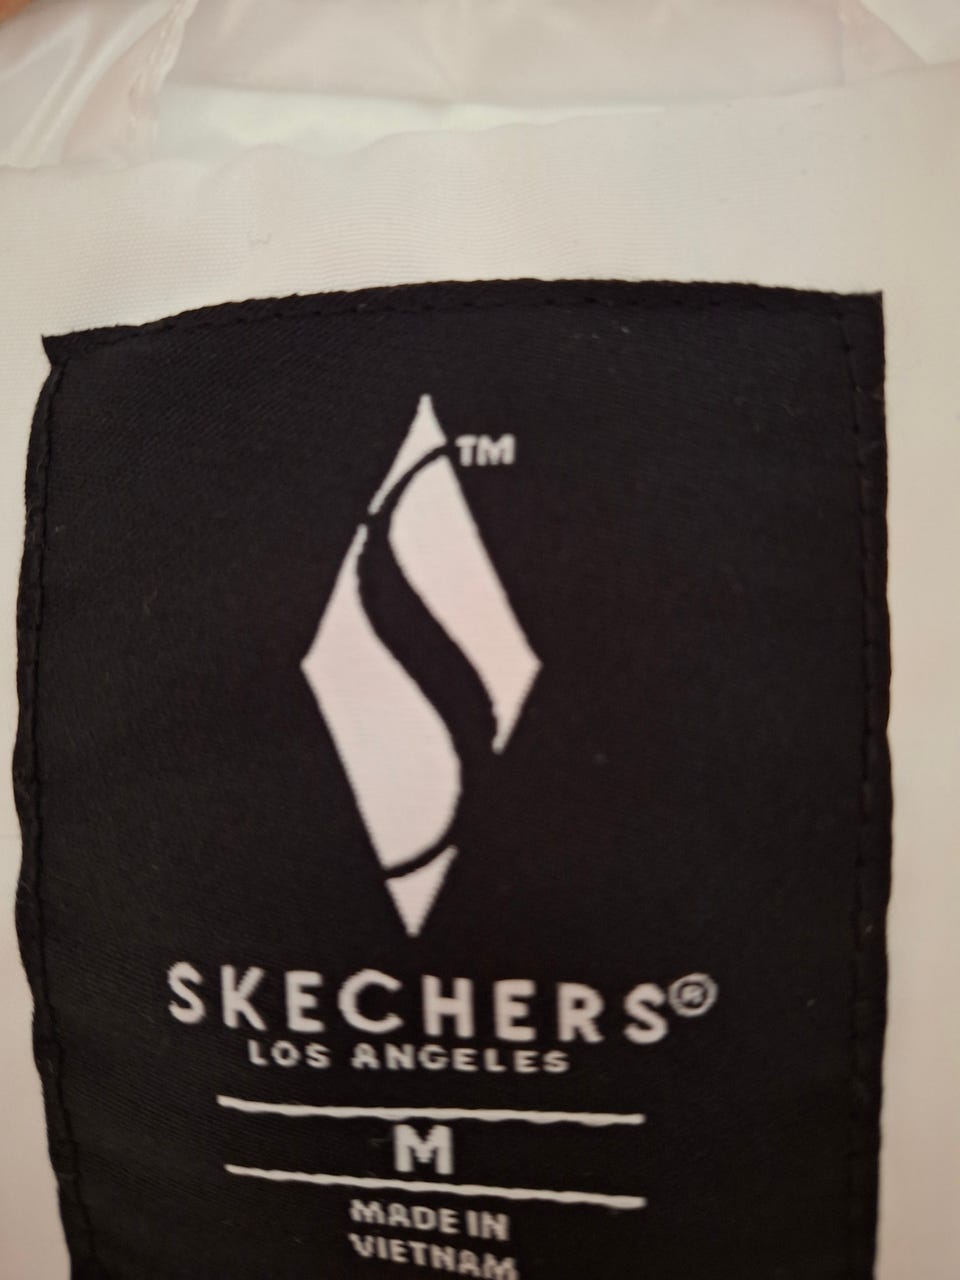 TM
SKECHERS®
LOS ANGELES
M
MADE IN
VIETNAM